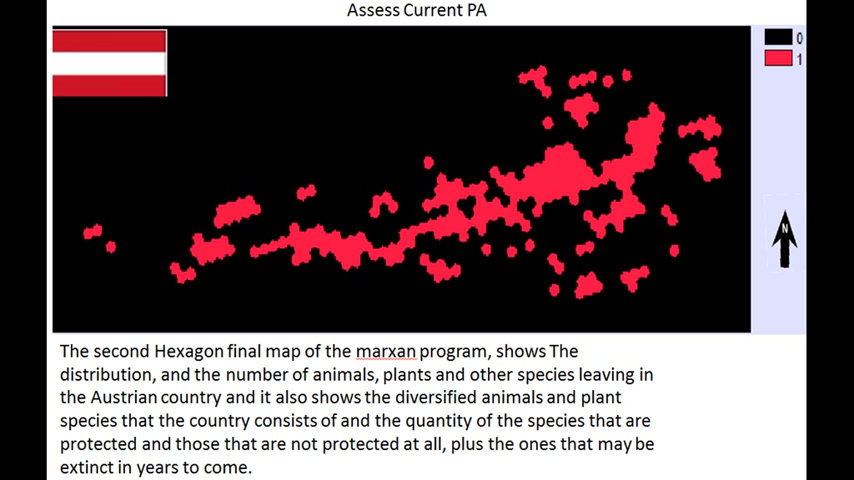 Assess Current PA
0
1
N
The second Hexagon final map of the marxan program, shows The
distribution, and the number of animals, plants and other species leaving in
the Austrian country and it also shows the diversified animals and plant
species that the country consists of and the quantity of the species that are
protected and those that are not protected at all, plus the ones that may be
extinct in years to come.